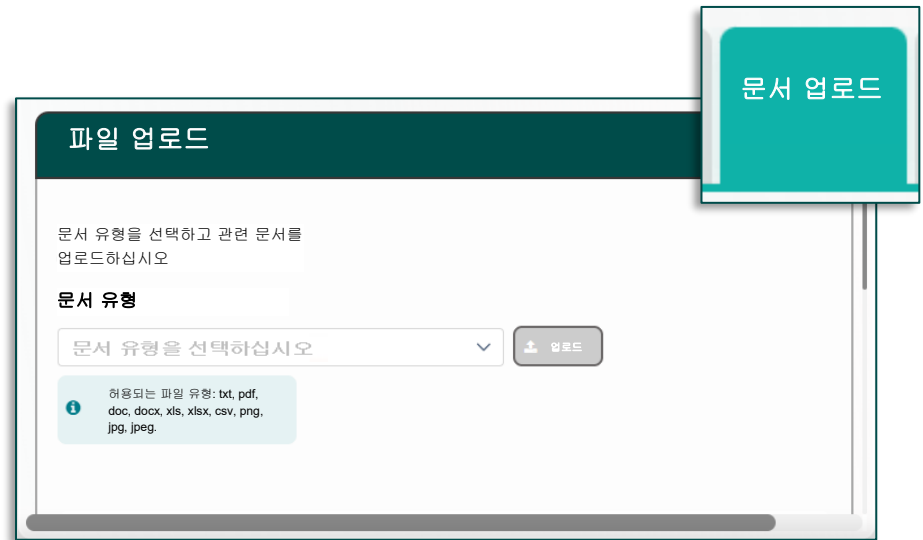 문서 업로드
파일 업로드
문서 유형을 선택하고 관련 문서를
업로드하십시오
문서 유형
문서 유형을 선택하십시오
업로드
허용되는 파일 유형: txt, pdf,
doc, docx, xls, xlsx, csv, png,
jpg, jpeg.